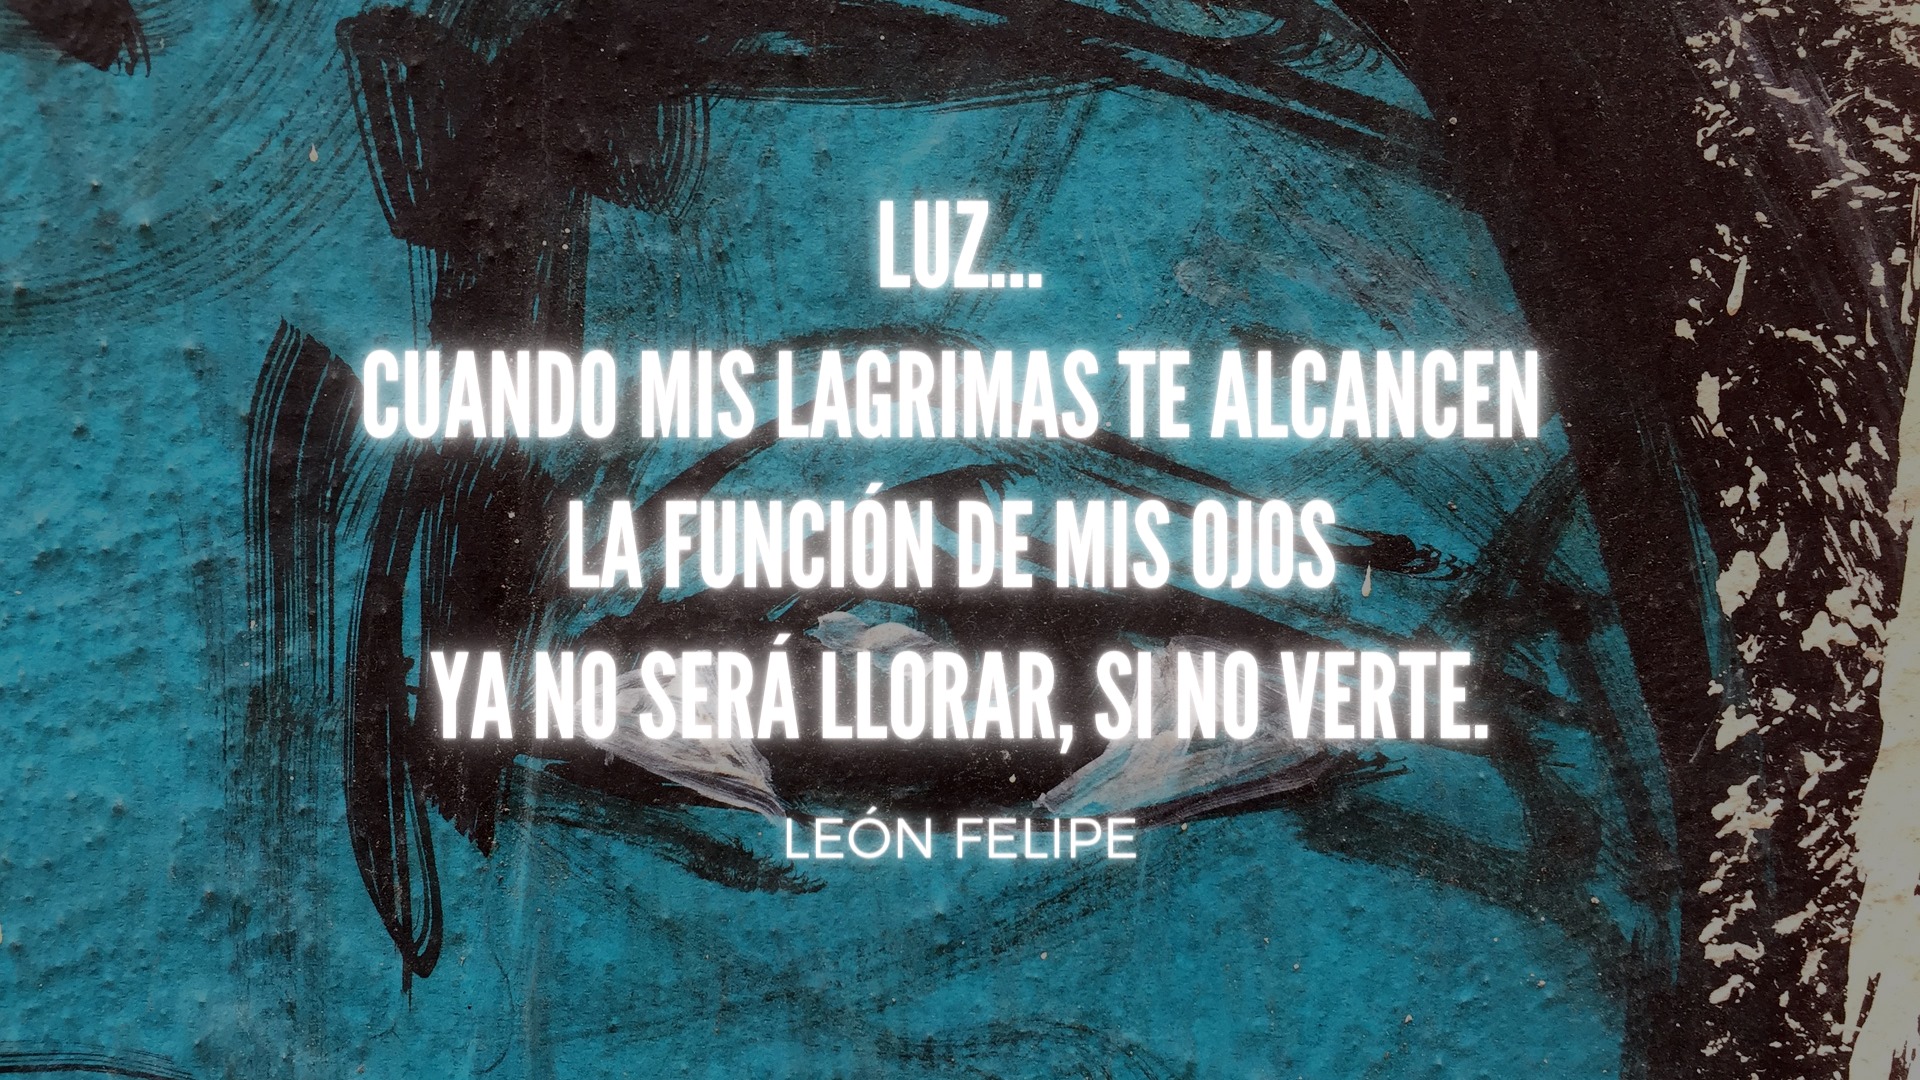 LUZ...
CUANDO MIS LAGRIMAS TE ALCANCEN
LA FUNCIÓN DE MIS OJOS
YA NO SERÁ LLORAR, SI NO VERTE.
LEÓN FELIPE